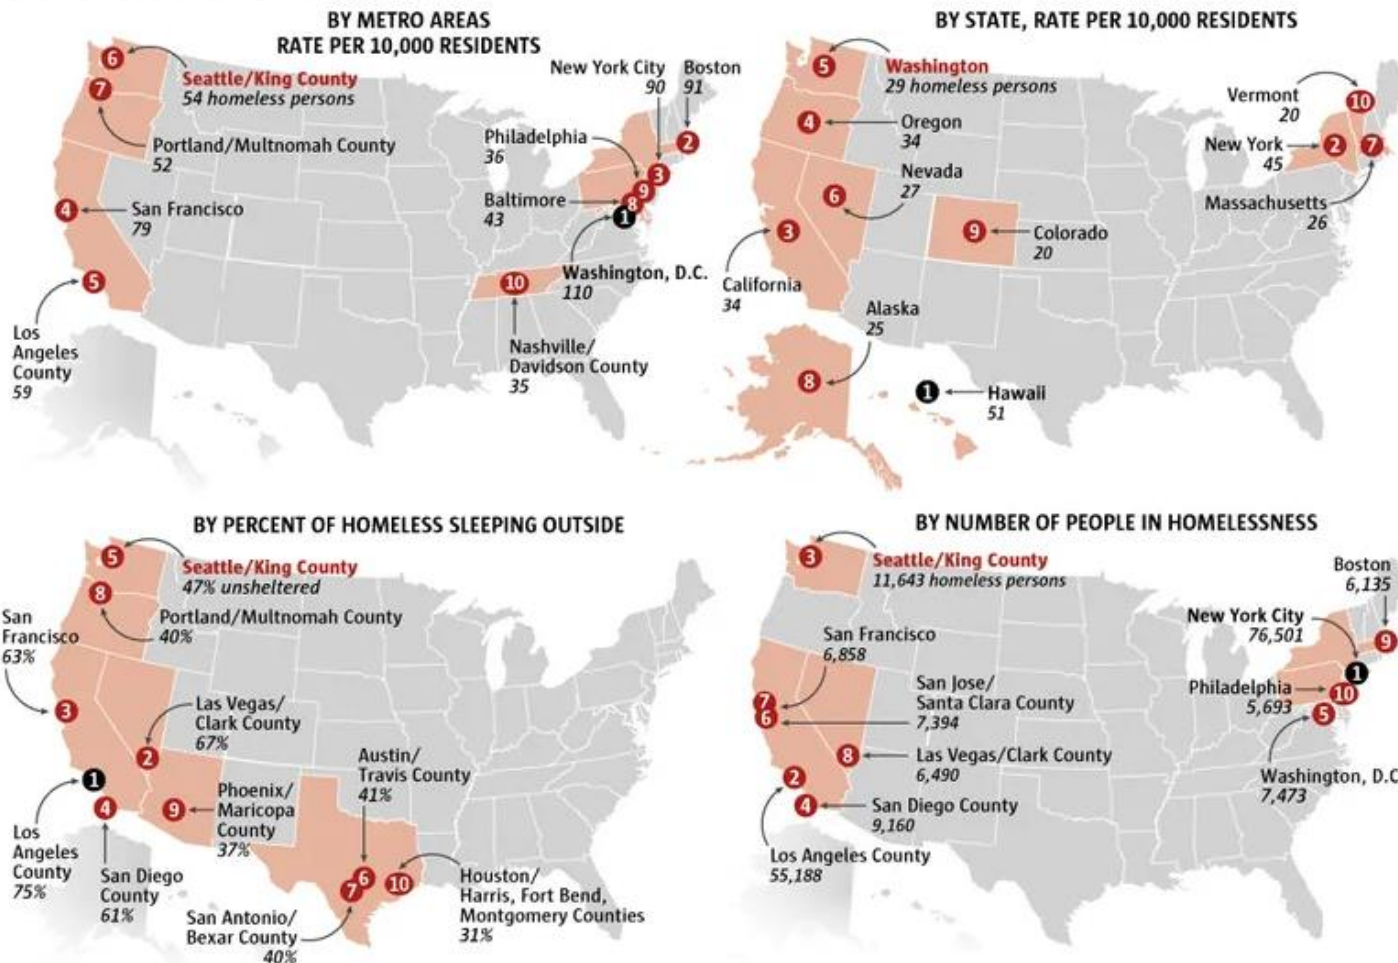 BY METRO AREAS
RATE PER 10,000 RESIDENTS
6
Seattle/King County
54 homeless persons
7
Portland/Multnomah County
52
4
San Francisco
79
5
Los
Angeles
County
59
New York City
90
3
Boston
91
2
Philadelphia
36
9
Baltimore
43
8
1
Washington, D.C.
110
10
Nashville/
Davidson County
35
BY STATE, RATE PER 10,000 RESIDENTS
5
Washington
29 homeless persons
4
Oregon
34
6
Nevada
27
3
California
34
9
Colorado
20
Alaska
25
8
1
Hawaii
51
Vermont
20
10
New York
45
2
7
Massachusetts
26
BY PERCENT OF HOMELESS SLEEPING OUTSIDE
5
Seattle/King County
47% unsheltered
8
Portland/Multnomah County
40%
San
Francisco
63%
3
Las Vegas/
Clark County
67%
2
1
Los
Angeles
County
75%
4
San Diego
County
61%
9
Phoenix/
Maricopa
County
37%
Austin/
Travis County
41%
6
7
San Antonio/
Bexar County
40%
10
Houston/
Harris, Fort Bend,
Montgomery Counties
31%
BY NUMBER OF PEOPLE IN HOMELESSNESS
3
Seattle/King County
11,643 homeless persons
San Francisco
6,858
7
6
San Jose/
Santa Clara County
7,394
8
Las Vegas/Clark County
6,490
2
4
San Diego County
9,160
Los Angeles County
55,188
Boston
6,135
9
New York City
76,501
1
Philadelphia
5,693
10
5
Washington, D.C
7,473